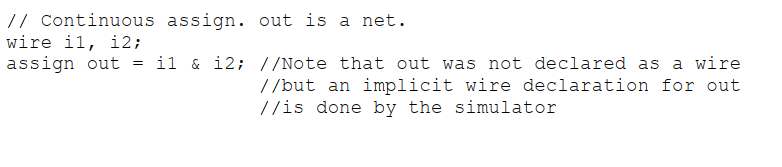 // Continuous assign. out is a net.
wire i1, i2;
assign out = i1 & i2; //Note that out was not declared as a wire
//but an implicit wire declaration for out
//is done by the simulator